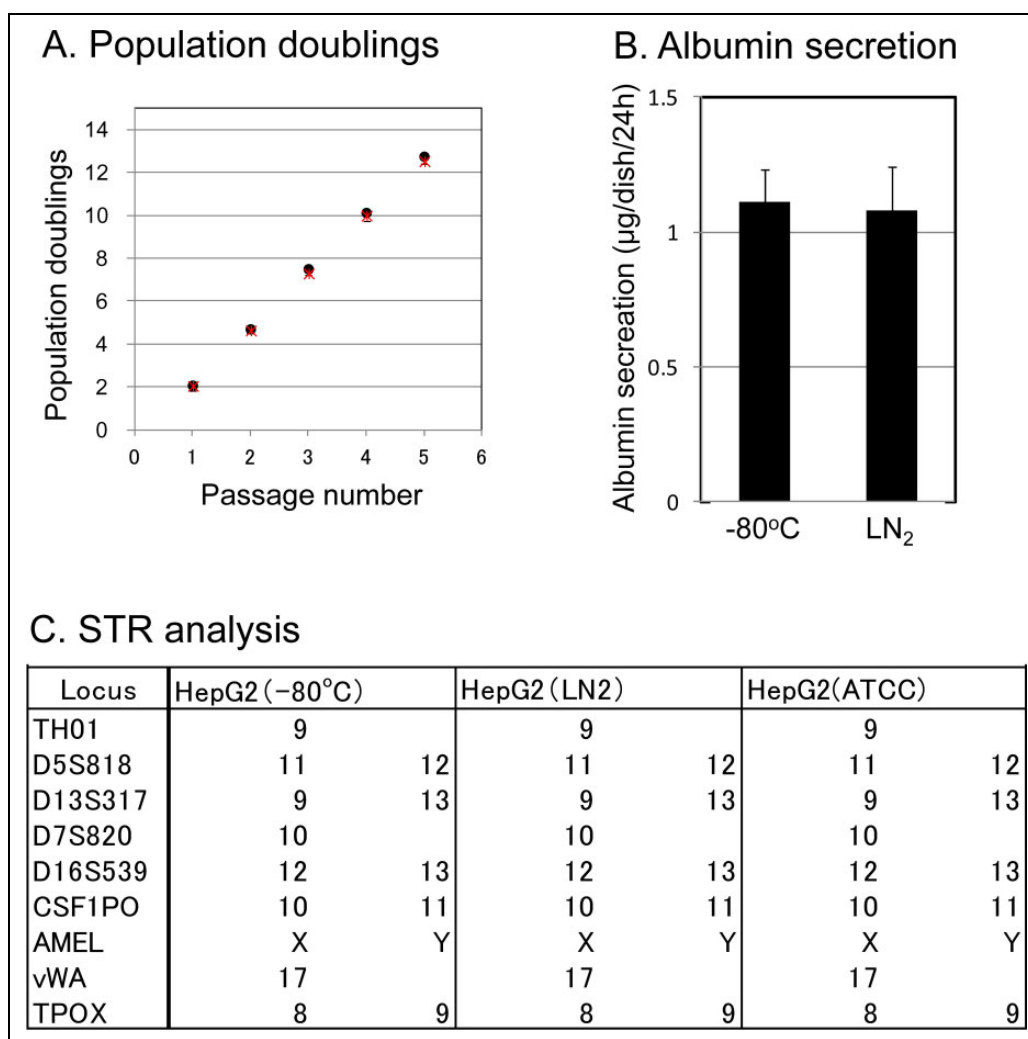 A. Population doublings
Population doublings
14
12
10
8
6
4
2
0
0 1 2 3 4 5 6
Passage number
B. Albumin secretion
Albumin secreation (µg/dish/24h)
1.5
1
0.5
0
-80°C LN₂
C. STR analysis
Locus HepG2(-80°C) HepG2(LN2) HepG2(ATCC)
TH01 9 9 9
D5S818 11 12 11 12 11 12
D13S317 9 13 9 13 9 13
D7S820 10 10 10
D16S539 12 13 12 13 12 13
CSF1PO 10 11 10 11 10 11
AMEL X Y X Y X Y
vWA 17 17 17
TPOX 8 9 8 9 8 9